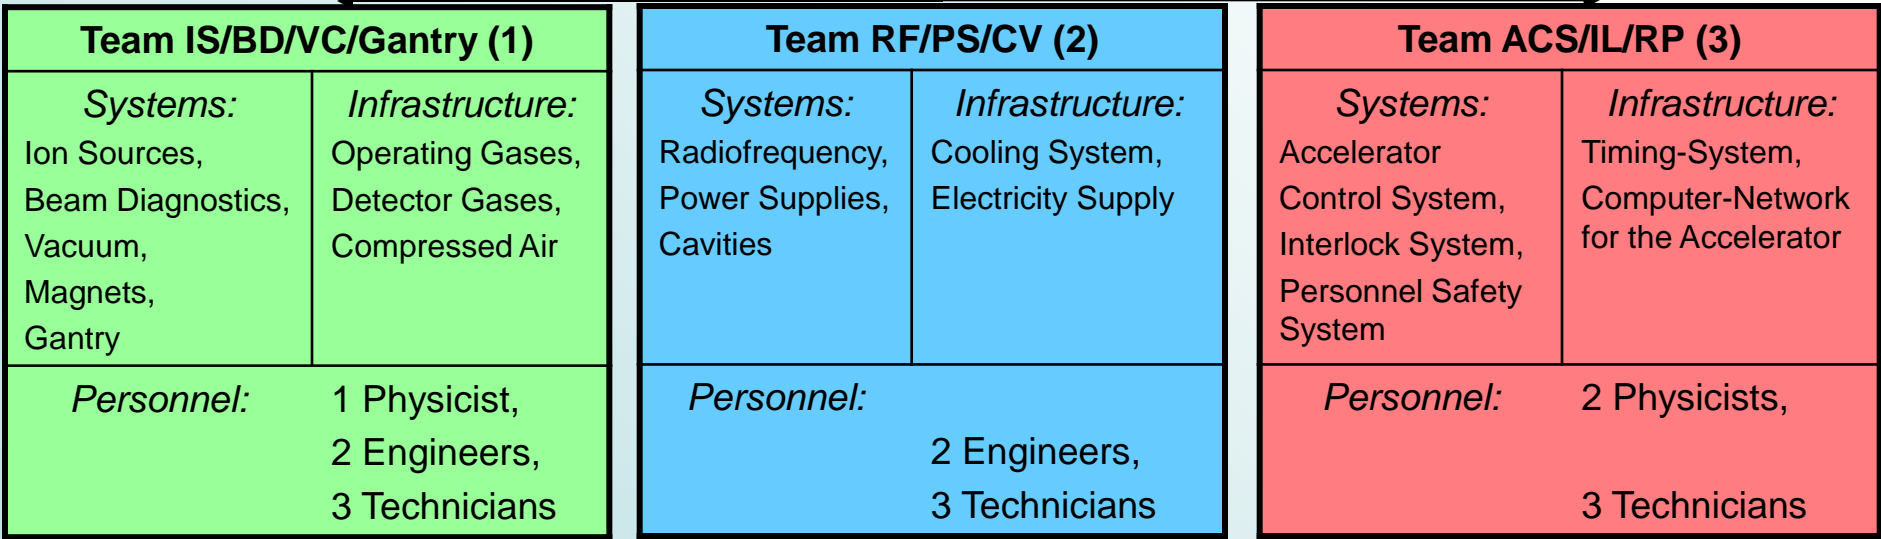 Team IS/BD/VC/Gantry (1)
Systems:
Ion Sources,
Beam Diagnostics,
Vacuum,
Magnets,
Gantry
Infrastructure:
Operating Gases,
Detector Gases,
Compressed Air
Personnel:
1 Physicist,
2 Engineers,
3 Technicians
Team RF/PS/CV (2)
Systems:
Radiofrequency,
Power Supplies,
Cavities
Infrastructure:
Cooling System,
Electricity Supply
Personnel:
2 Engineers,
3 Technicians
Team ACS/IL/RP (3)
Systems:
Accelerator
Control System,
Interlock System,
Personnel Safety
System
Infrastructure:
Timing-System,
Computer-Network
for the Accelerator
Personnel:
2 Physicists,
3 Technicians